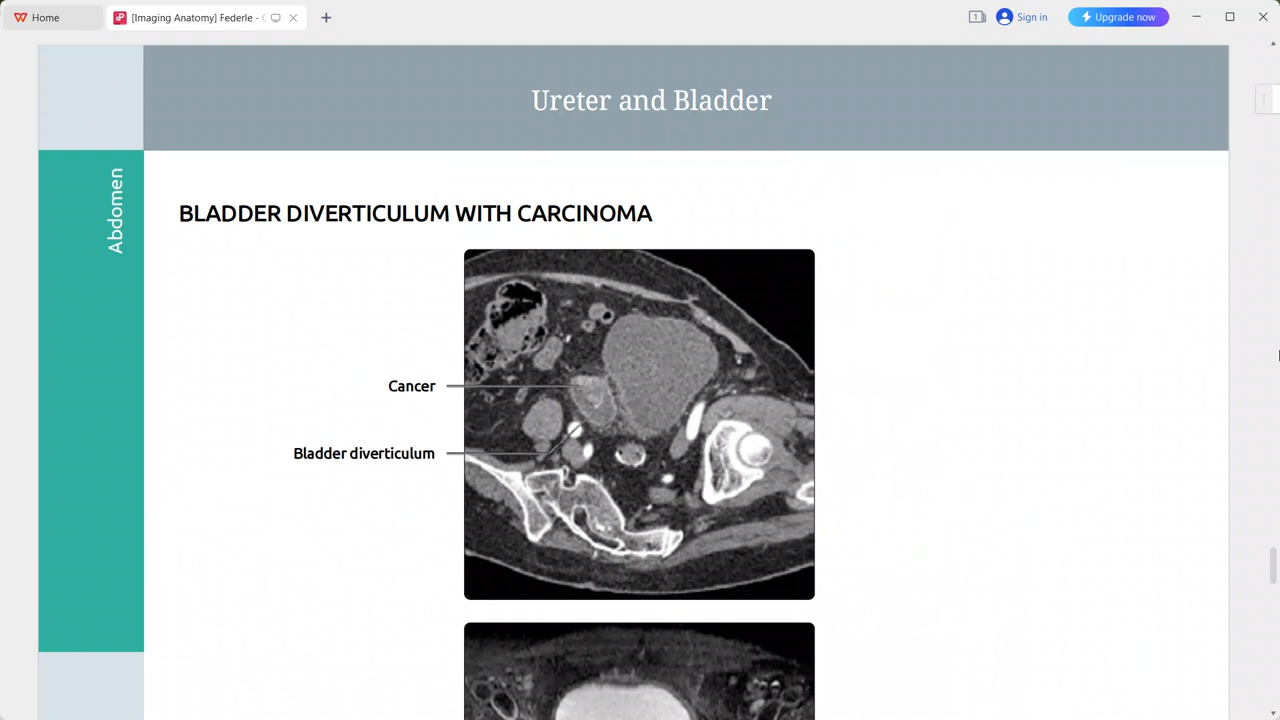 Home
[Imaging Anatomy] Federle -
1
Sign in
Upgrade now
Ureter and Bladder
Abdomen
BLADDER DIVERTICULUM WITH CARCINOMA
Cancer
Bladder diverticulum